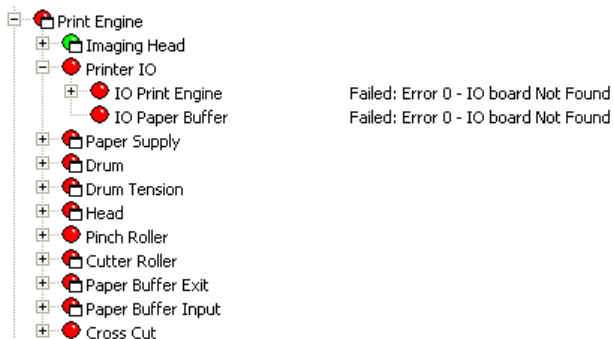 Print Engine
Imaging Head
Printer IO
IO Print Engine Failed: Error 0 - IO board Not Found
IO Paper Buffer Failed: Error 0 - IO board Not Found
Paper Supply
Drum
Drum Tension
Head
Pinch Roller
Cutter Roller
Paper Buffer Exit
Paper Buffer Input
Cross Cut